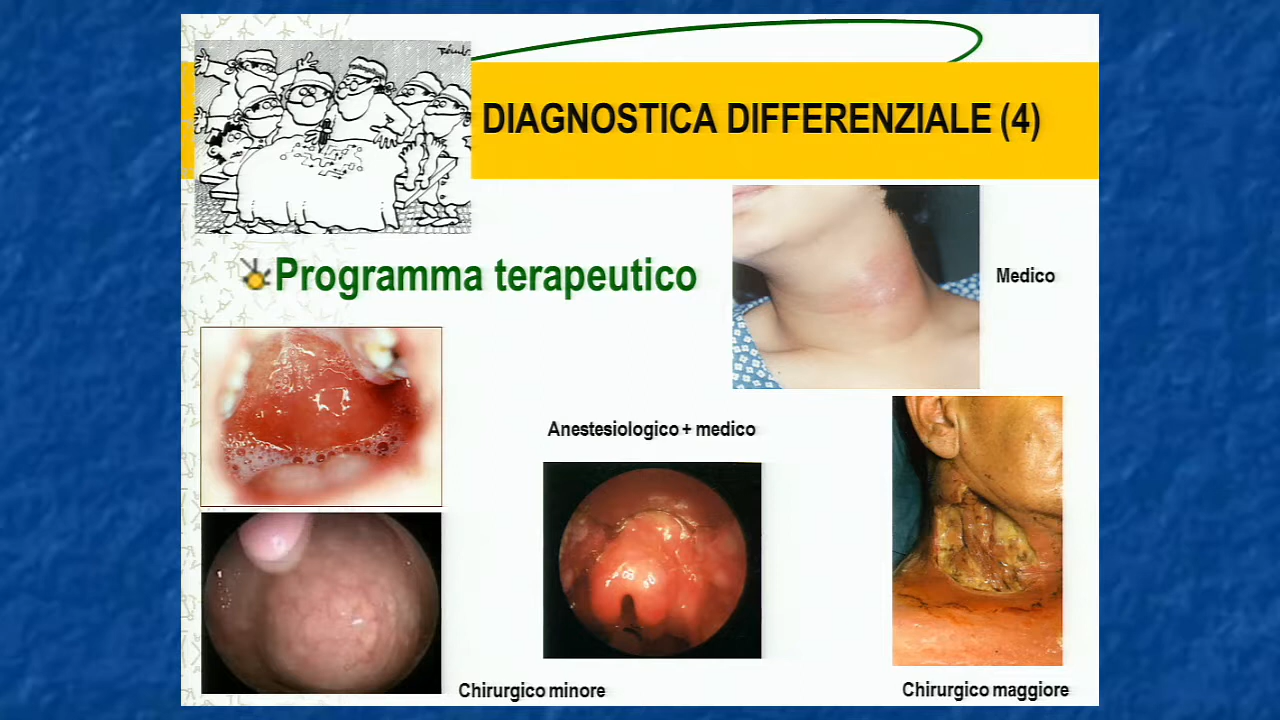 DIAGNOSTICA DIFFERENZIALE (4)
Programma terapeutico
Medico
Anestesiologico + medico
Chirurgico minore
Chirurgico maggiore